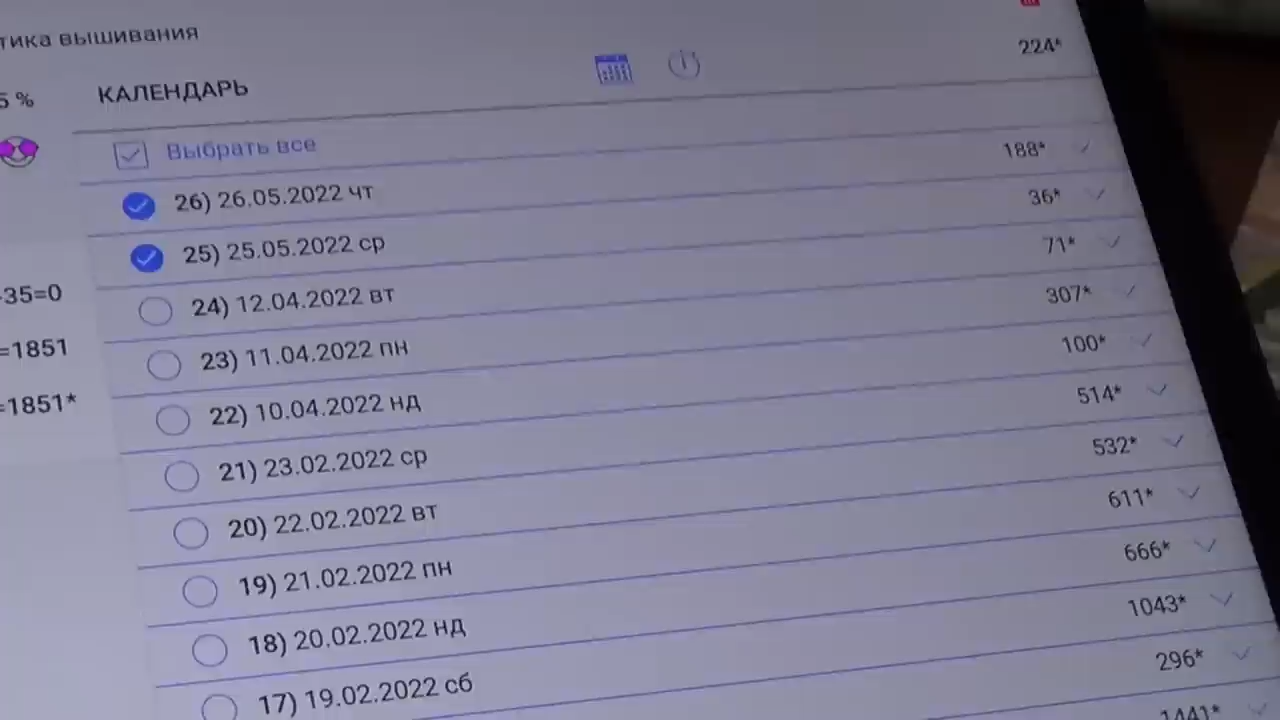 тика вышивания
5 %
КАЛЕНДАРЬ 224*
Выбрать все
26) 26.05.2022 чт 188*
25) 25.05.2022 ср 36*
24) 12.04.2022 вт 71*
23) 11.04.2022 пн 307*
22) 10.04.2022 нд 100*
21) 23.02.2022 ср 514*
20) 22.02.2022 вт 532*
19) 21.02.2022 пн 611*
18) 20.02.2022 нд 666*
17) 19.02.2022 сб 1043*
296*
1441*
-35=0
=1851
=1851*